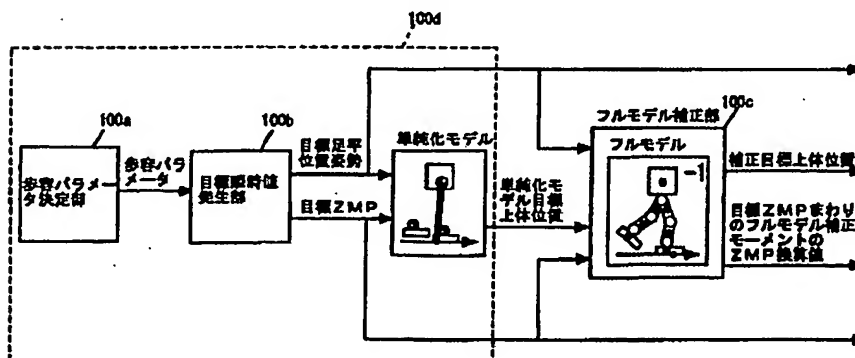 100d
100a
歩容パラメ
ータ決定部
歩容パラ
メータ
100b
目標瞬時値
発生部
目標足平
位置姿勢
目標ZMP
単純化モデル
単純化モ
デル目標
上体位置
フルモデル補正部
100c
フルモデル
-1
補正目標上体位置
目標ZMPまわり
のフルモデル補正
モーメントの
ZMP換算値